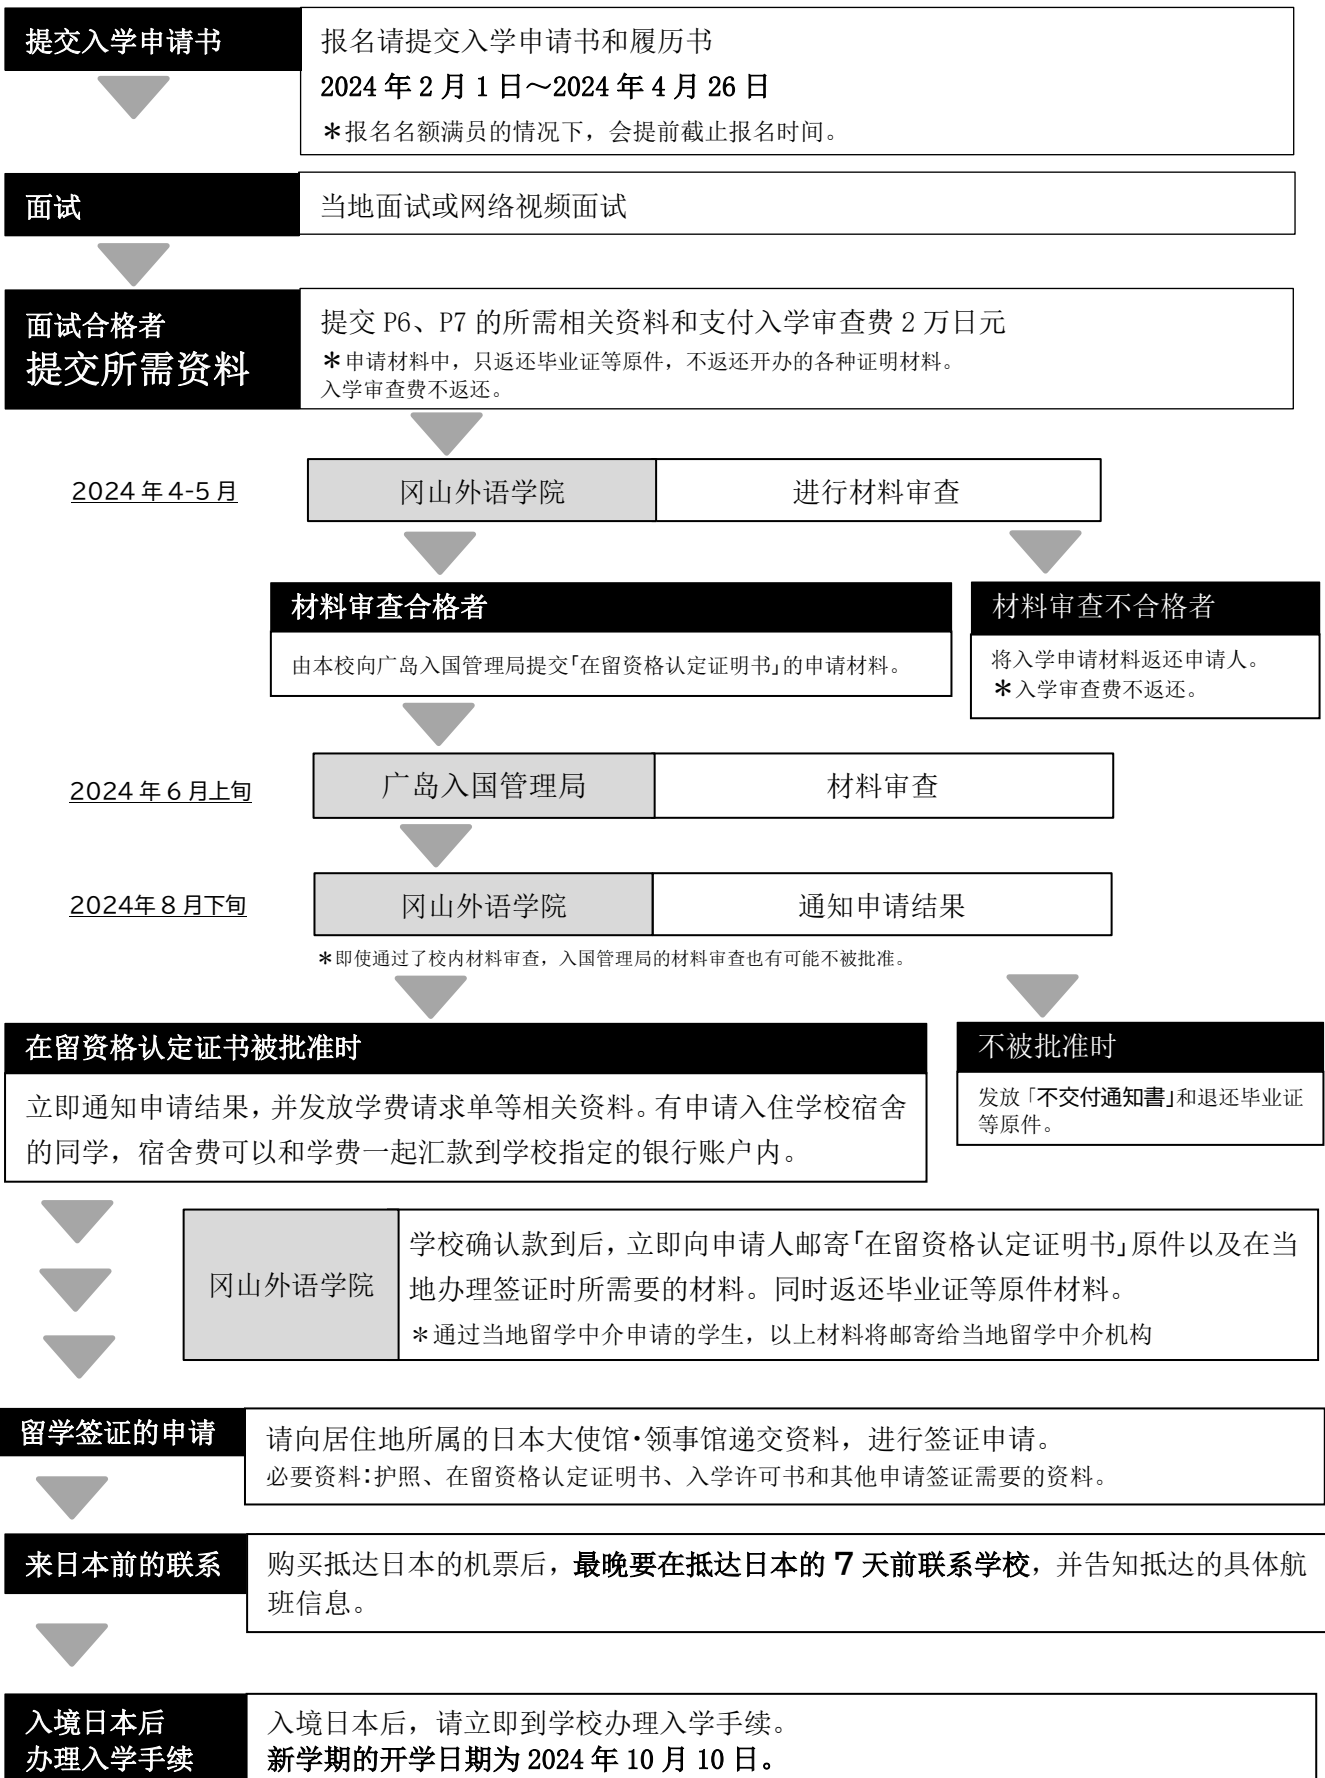 提交入学申请书
报名请提交入学申请书和履历书
2024 年 2 月 1 日～2024 年 4 月 26 日
＊报名名额满员的情况下，会提前截止报名时间。
面试
当地面试或网络视频面试
面试合格者
提交所需资料
提交 P6、P7 的所需相关资料和支付入学审查费 2 万日元
＊申请材料中，只返还毕业证等原件，不返还开办的各种证明材料。
入学审查费不返还。
2024 年 4-5 月
冈山外语学院
进行材料审查
材料审查合格者
由本校向广岛入国管理局提交「在留资格认定证明书」的申请材料。
材料审查不合格者
将入学申请材料返还申请人。
＊入学审查费不返还。
2024 年 6 月上旬
广岛入国管理局
材料审查
2024年 8 月下旬
冈山外语学院
通知申请结果
＊即使通过了校内材料审查，入国管理局的材料审查也有可能不被批准。
在留资格认定证书被批准时
立即通知申请结果，并发放学费请求单等相关资料。有申请入住学校宿舍
的同学，宿舍费可以和学费一起汇款到学校指定的银行账户内。
不被批准时
发放「不交付通知書」和退还毕业证
等原件。
冈山外语学院
学校确认款到后，立即向申请人邮寄「在留资格认定证明书」原件以及在当
地办理签证时所需要的材料。同时返还毕业证等原件材料。
＊通过当地留学中介申请的学生，以上材料将邮寄给当地留学中介机构
留学签证的申请
请向居住地所属的日本大使馆・领事馆递交资料，进行签证申请。
必要资料：护照、在留资格认定证明书、入学许可书和其他申请签证需要的资料。
来日本前的联系
购买抵达日本的机票后，最晚要在抵达日本的 7 天前联系学校，并告知抵达的具体航
班信息。
入境日本后
办理入学手续
入境日本后，请立即到学校办理入学手续。
新学期的开学日期为 2024 年 10 月 10 日。